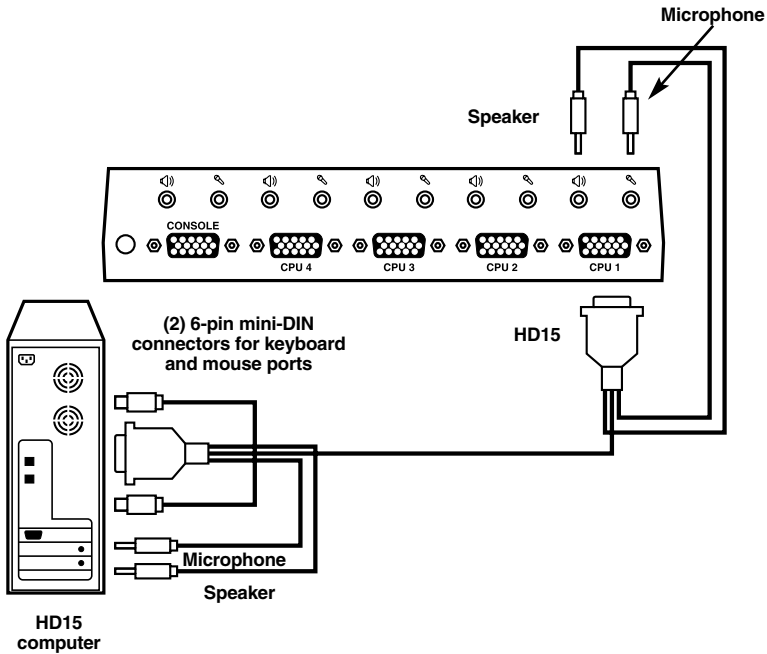 Microphone
Speaker
CONSOLE
CPU 4
CPU 3
CPU 2
CPU 1
(2) 6-pin mini-DIN
connectors for keyboard
and mouse ports
HD15
Microphone
Speaker
HD15
computer